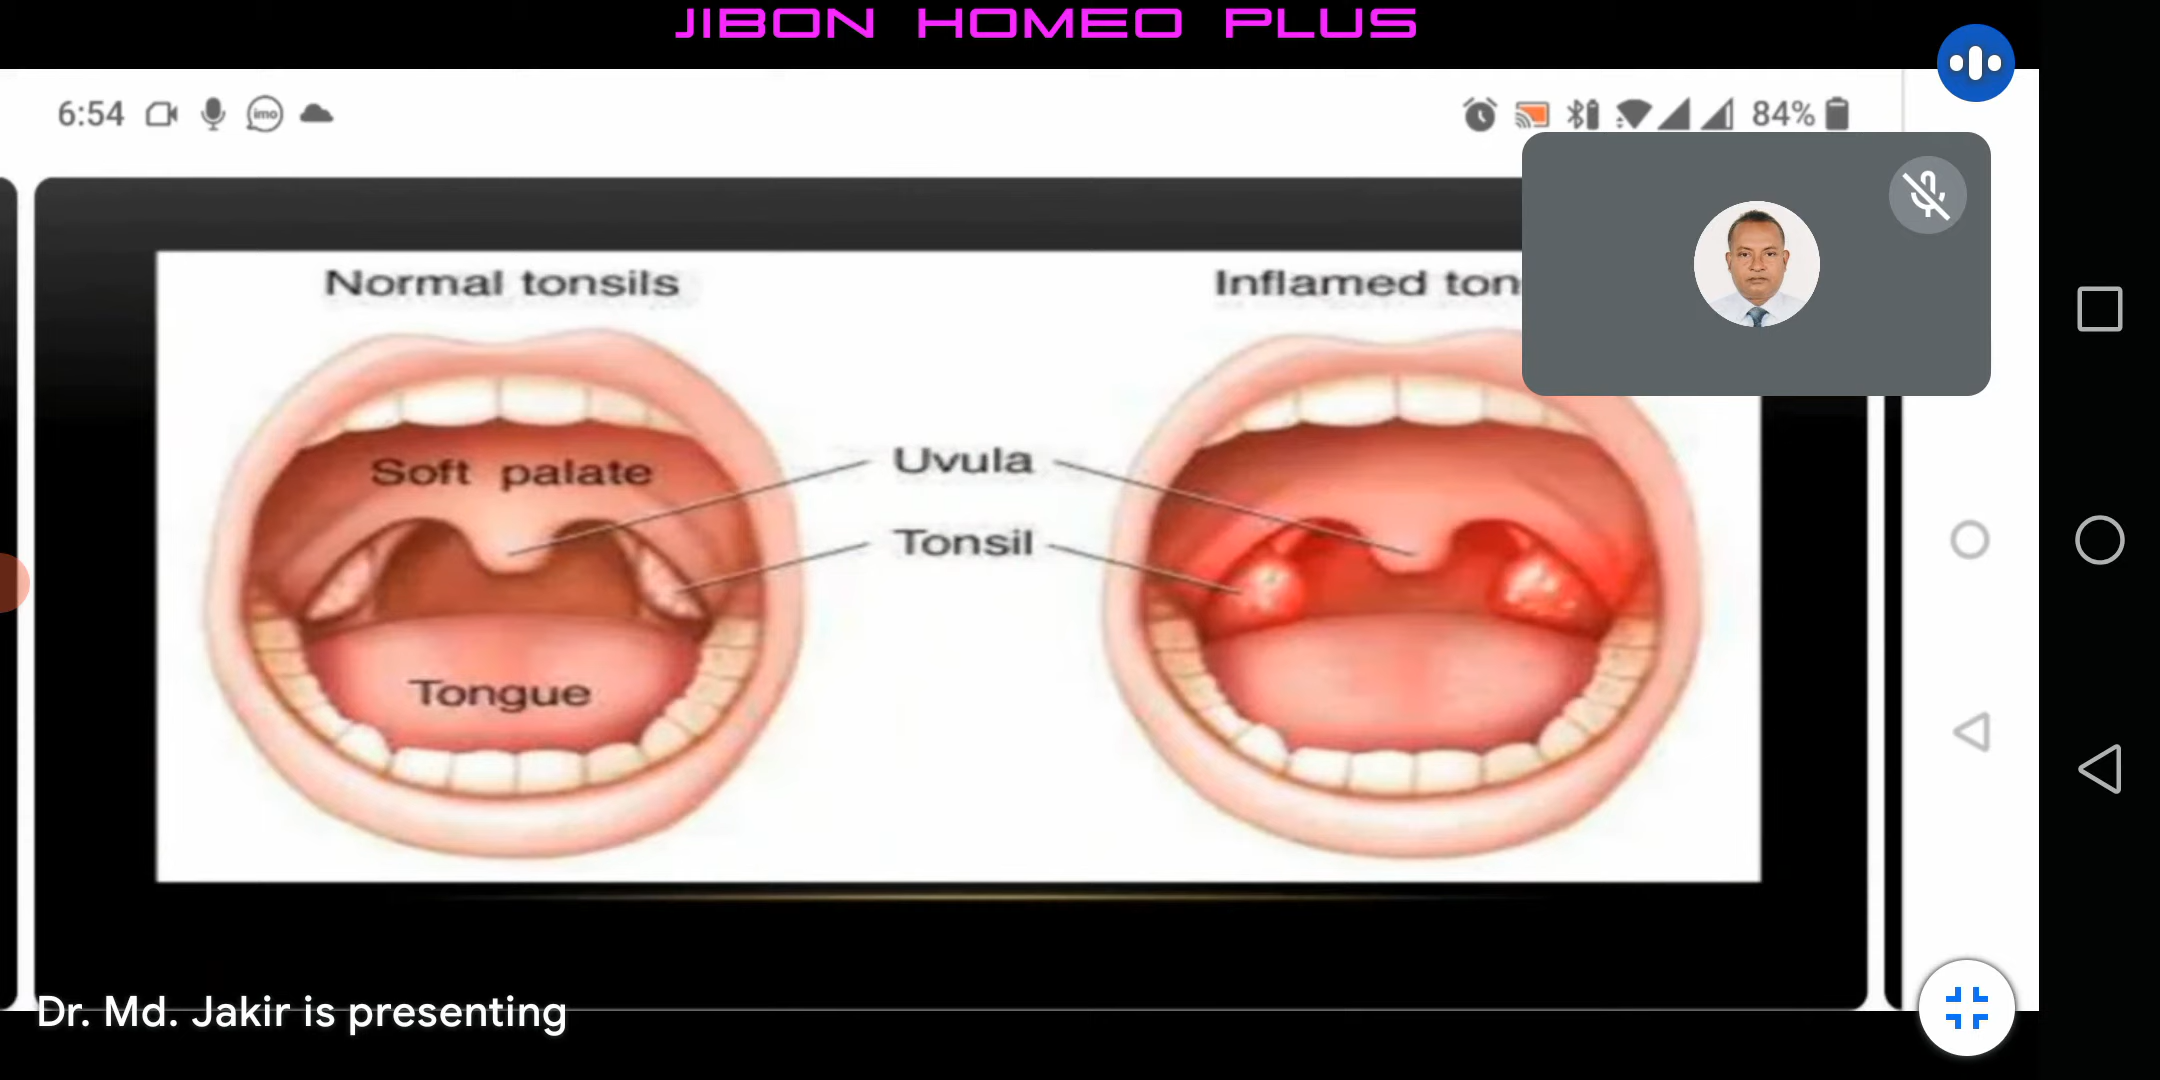 JIBON HOMEO PLUS
6:54
imo
84%
Normal tonsils
Inflamed ton
Soft palate
Uvula
Tonsil
Tongue
Dr. Md. Jakir is presenting